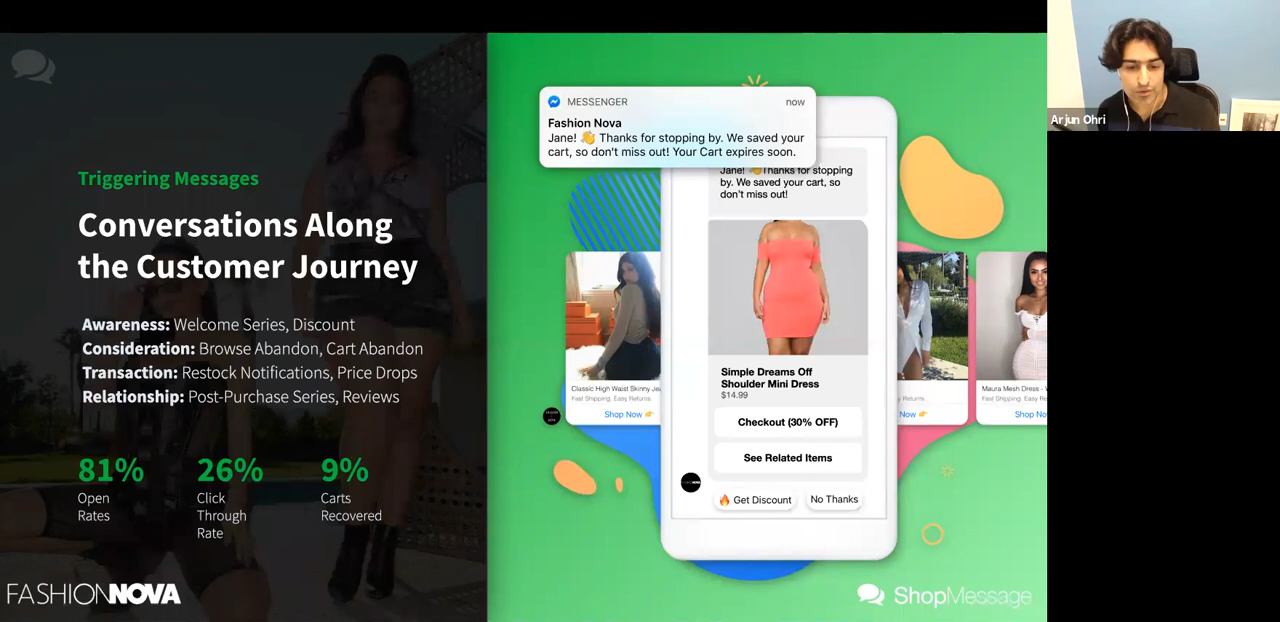 Triggering Messages
Conversations Along
the Customer Journey
Awareness: Welcome Series, Discount
Consideration: Browse Abandon, Cart Abandon
Transaction: Restock Notifications, Price Drops
Relationship: Post-Purchase Series, Reviews
81%
Open
Rates
26%
Click
Through
Rate
9%
Carts
Recovered
FASHIONNOVA
MESSENGER
now
Fashion Nova
Jane! 👋 Thanks for stopping by. We saved your
cart, so don't miss out! Your Cart expires soon.
Jane! 👋Thanks for stopping
by. We saved your cart, so
don't miss out!
Simple Dreams Off
Shoulder Mini Dress
$14.99
Checkout (30% OFF)
See Related Items
🔥 Get Discount
No Thanks
Classic High Waist Skinny
Fast Shipping. Easy Returns.
Shop Now 👉
Returns.
Now 👉
Maura Mesh Dress -
Fast Shipping. Easy
Shop
ShopMessage
Arjun Ohri